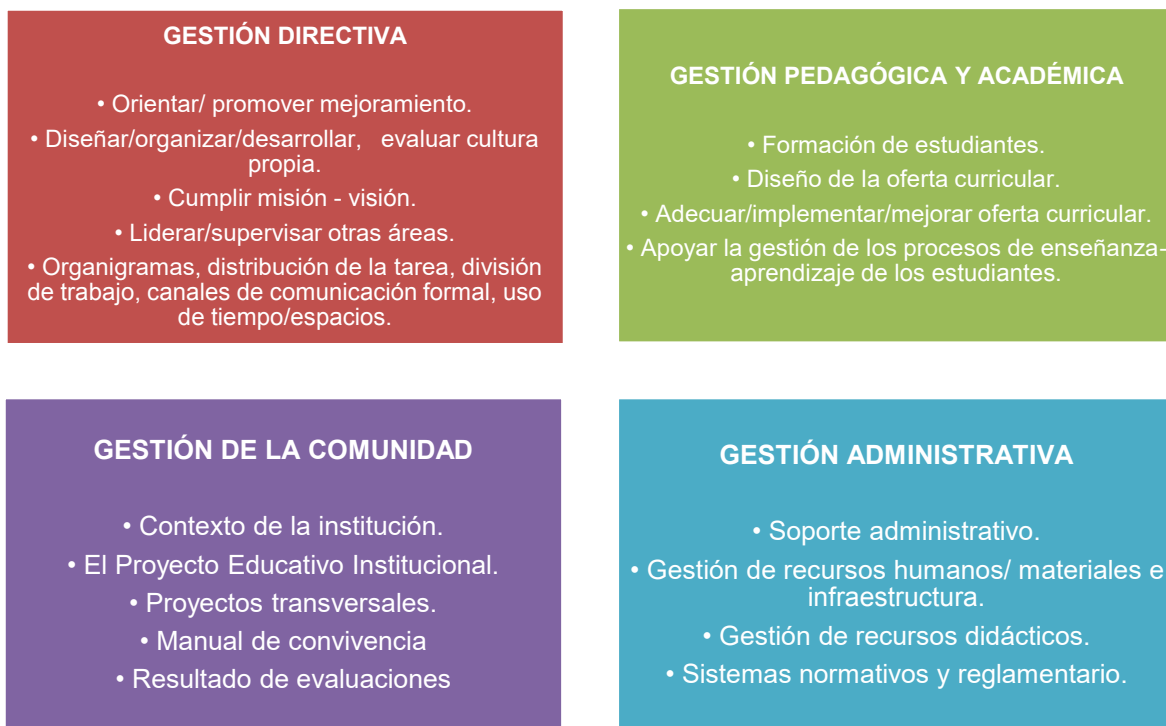 GESTIÓN DIRECTIVA
• Orientar/ promover mejoramiento.
• Diseñar/organizar/desarrollar, evaluar cultura
propia.
• Cumplir misión - visión.
• Liderar/supervisar otras áreas.
• Organigramas, distribución de la tarea, división
de trabajo, canales de comunicación formal, uso
de tiempo/espacios.
GESTIÓN PEDAGÓGICA Y ACADÉMICA
• Formación de estudiantes.
• Diseño de la oferta curricular.
• Adecuar/implementar/mejorar oferta curricular.
• Apoyar la gestión de los procesos de enseñanza-
aprendizaje de los estudiantes.
GESTIÓN DE LA COMUNIDAD
• Contexto de la institución.
• El Proyecto Educativo Institucional.
• Proyectos transversales.
• Manual de convivencia
• Resultado de evaluaciones
GESTIÓN ADMINISTRATIVA
• Soporte administrativo.
• Gestión de recursos humanos/ materiales e
infraestructura.
• Gestión de recursos didácticos.
• Sistemas normativos y reglamentario.